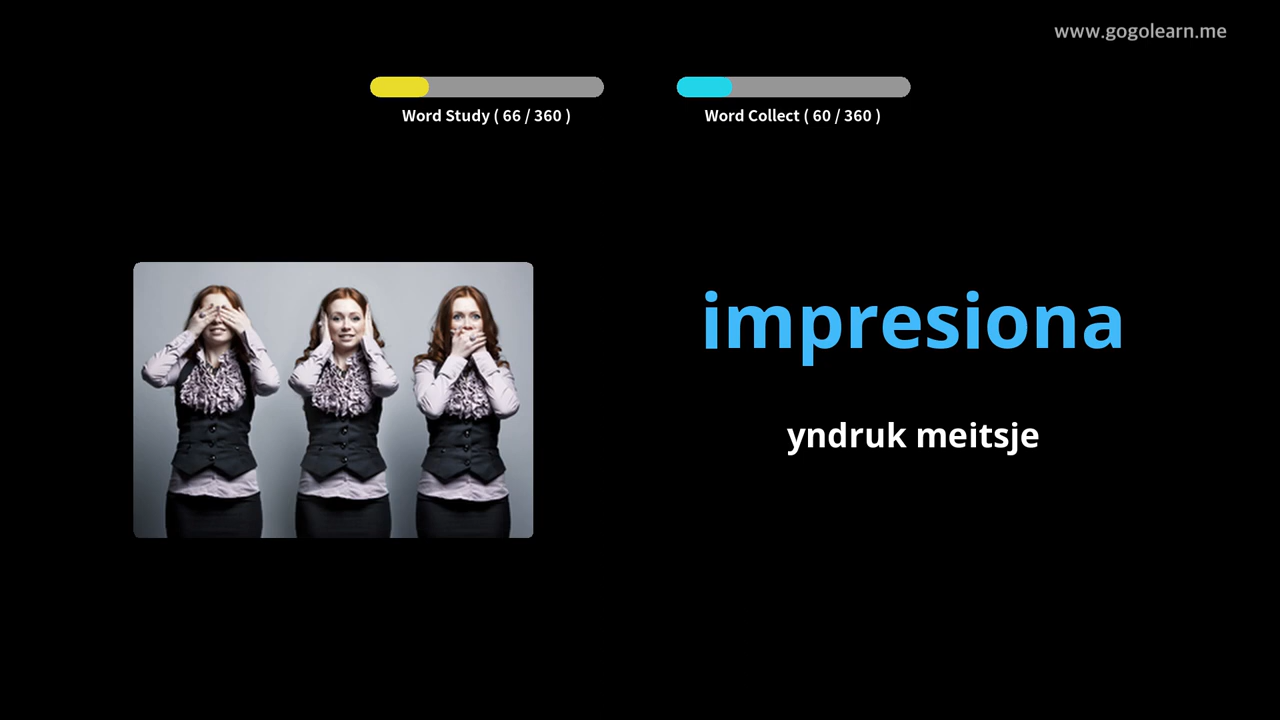 www.gogolearn.me
Word Study ( 66 / 360 )
Word Collect ( 60 / 360 )
impresiona
yndruk meitsje